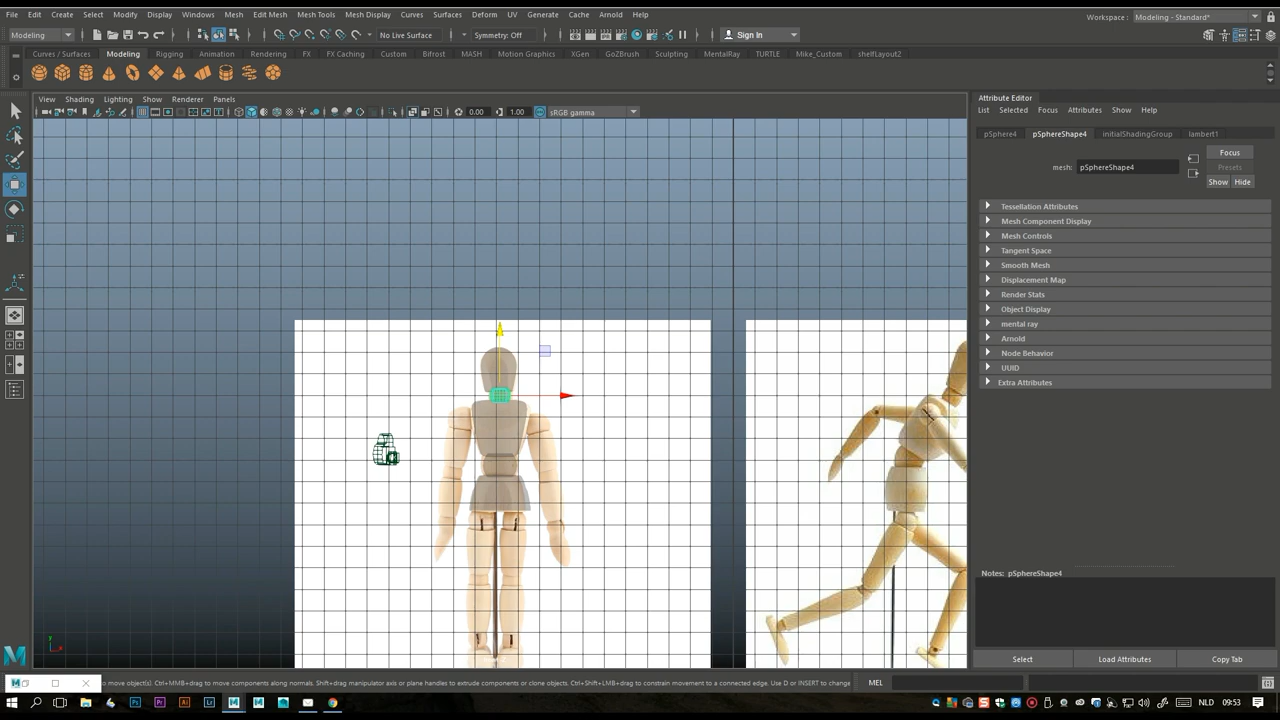 File Edit Create Select Modify Display Windows Mesh Edit Mesh Mesh Tools Mesh Display Curves Surfaces Deform UV Generate Cache Arnold Help
Workspace : Modeling - Standard*
Modeling No Live Surface Symmetry: Off Sign In
Curves / Surfaces Modeling Rigging Animation Rendering FX FX Caching Custom Bifrost MASH Motion Graphics XGen GoZBrush Sculpting MentalRay TURTLE Mike_Custom shelfLayout2
View Shading Lighting Show Renderer Panels
0.00 1.00 sRGB gamma
Attribute Editor
List Selected Focus Attributes Show Help
pSphere4 pSphereShape4 initialShadingGroup lambert1
mesh: pSphereShape4
Focus
Presets
Show Hide
Tessellation Attributes
Mesh Component Display
Mesh Controls
Tangent Space
Smooth Mesh
Displacement Map
Render Stats
Object Display
mental ray
Arnold
Node Behavior
UUID
Extra Attributes
Notes: pSphereShape4
Select Load Attributes Copy Tab
to move object(s). Ctrl+MMB+drag to move components along normals. Shift+drag manipulator axis or plane handles to extrude components or clone objects. Ctrl+Shift+LMB+drag to constrain movement to a connected edge. Use D or INSERT to change
MEL
NLD 09:53